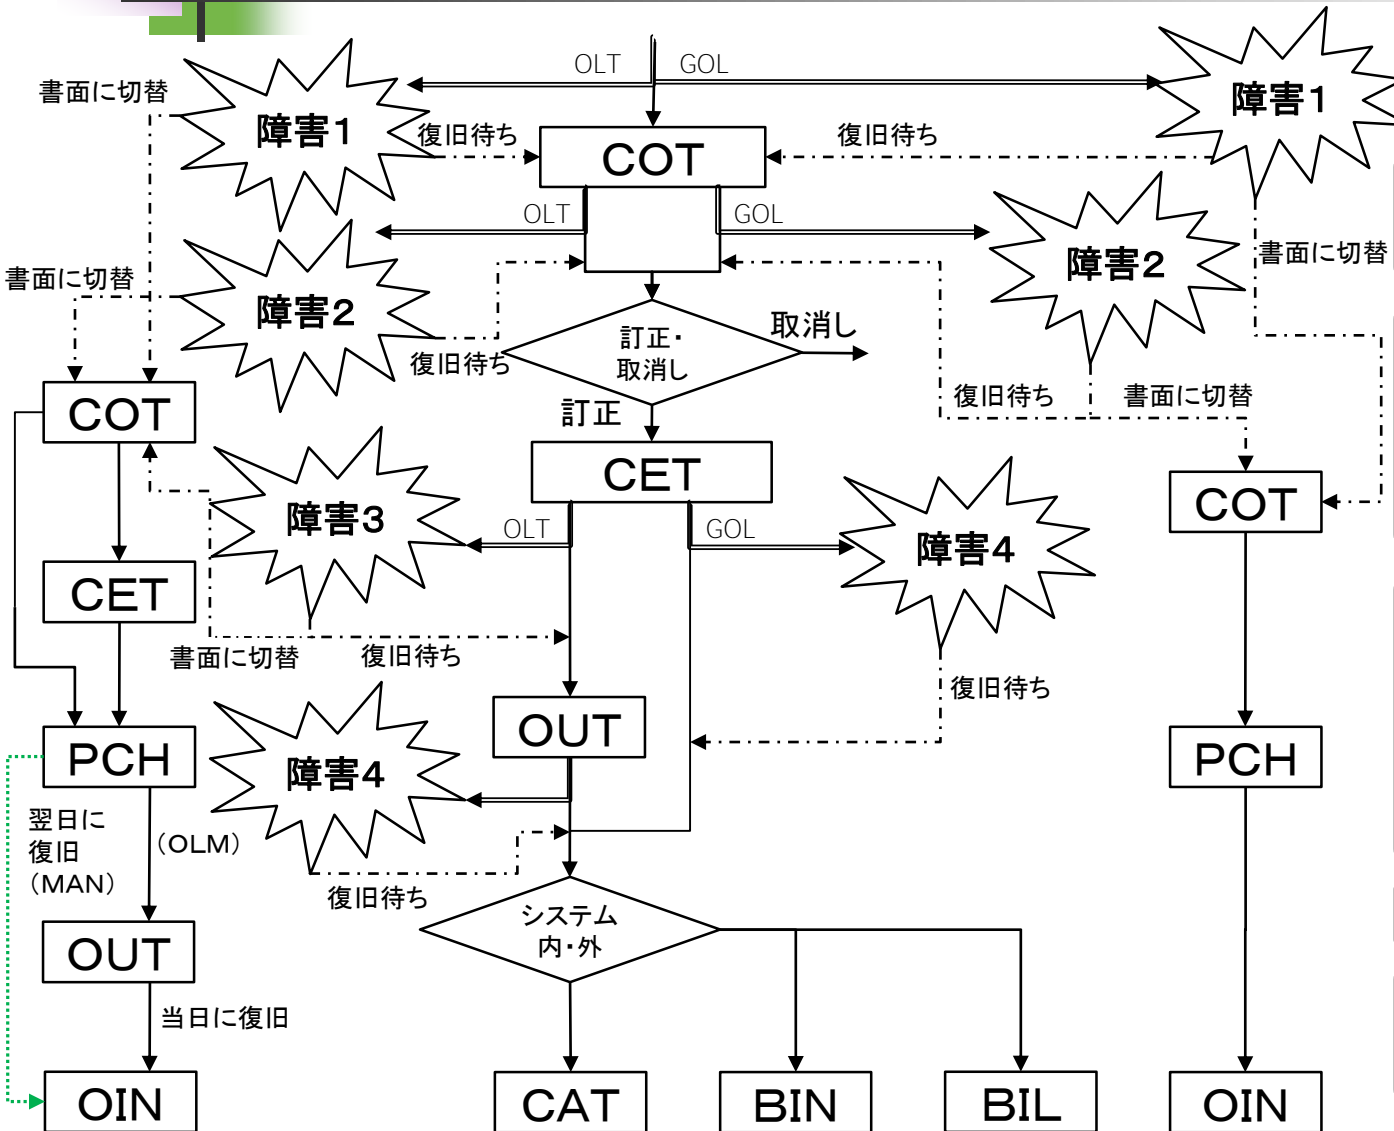 OLT
GOL
書面に切替
障害1
障害1
復旧待ち
COT
復旧待ち
OLT
GOL
書面に切替
障害2
障害2
書面に切替
訂正・
取消し
取消し
復旧待ち
復旧待ち
書面に切替
COT
訂正
CET
COT
障害3
OLT
GOL
障害4
CET
書面に切替
復旧待ち
復旧待ち
OUT
PCH
障害4
PCH
翌日に
復旧
(MAN)
(OLM)
復旧待ち
システム
内・外
OUT
当日に復旧
OIN
CAT
BIN
BIL
OIN